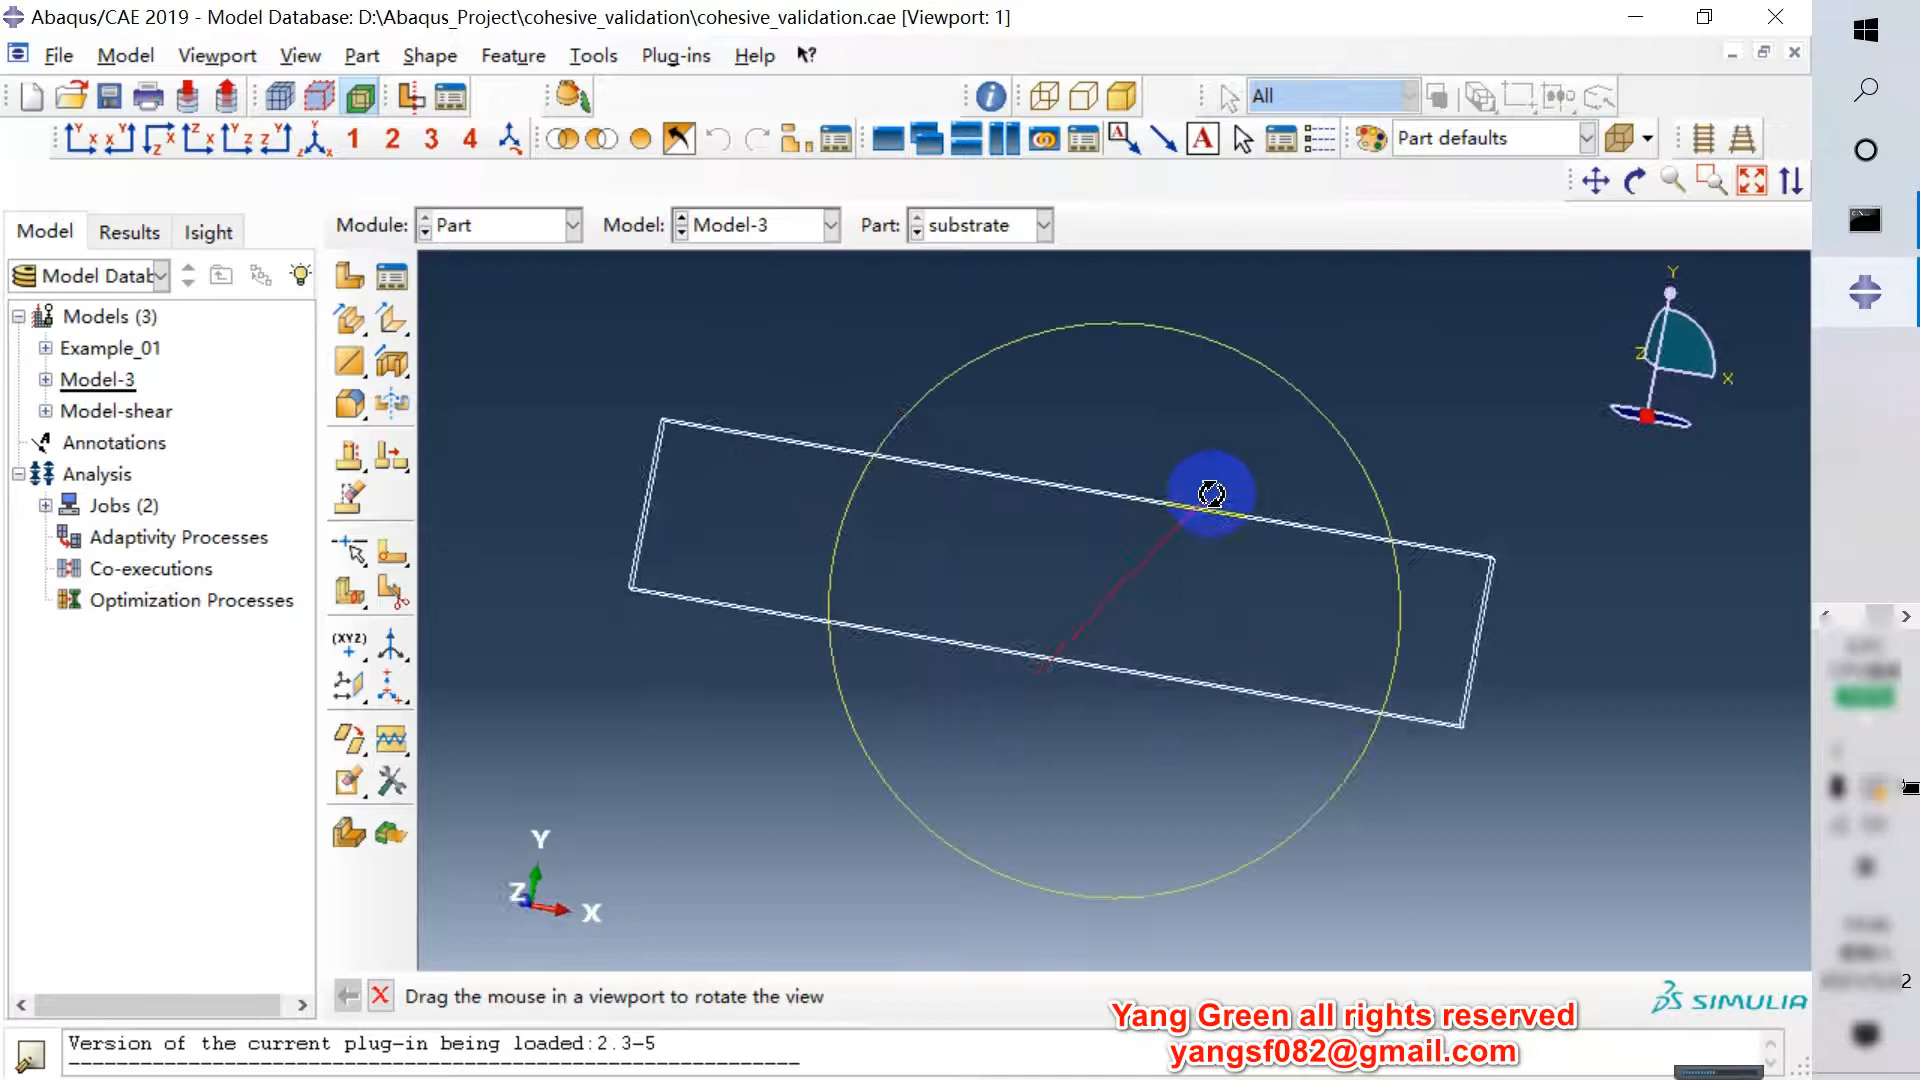 Abaqus/CAE 2019 - Model Database: D:\Abaqus_Project\cohesive_validation\cohesive_validation.cae [Viewport: 1]
File Model Viewport View Part Shape Feature Tools Plug-ins Help
All
1 2 3 4
Part defaults
Model Results Isight
Module: Part Model: Model-3 Part: substrate
Model Datab
Models (3)
Example_01
Model-3
Model-shear
Annotations
Analysis
Jobs (2)
Adaptivity Processes
Co-executions
Optimization Processes
(XYZ)
Y
Z
X
Y
Z
X
Drag the mouse in a viewport to rotate the view
SIMULIA
Yang Green all rights reserved
yangsf082@gmail.com
Version of the current plug-in being loaded:2.3-5